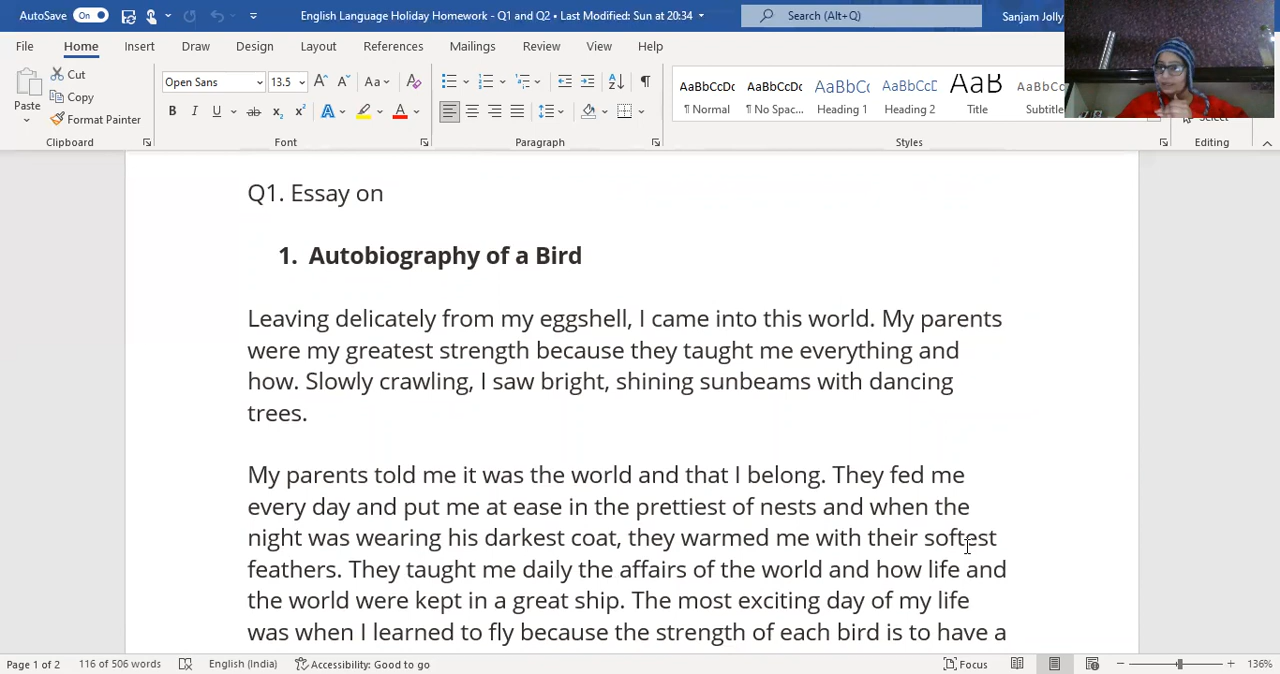 AutoSave On English Language Holiday Homework - Q1 and Q2 • Last Modified: Sun at 20:34 Search (Alt+Q) Sanjam Jolly
File Home Insert Draw Design Layout References Mailings Review View Help
Paste Cut Copy Format Painter
Open Sans 13.5
AaBbCcDc AaBbCcDc AaBbCc AaBbCcD AaB AaBbCcD
¶ Normal ¶ No Spac... Heading 1 Heading 2 Title Subtitle
Select
Clipboard Font Paragraph Styles Editing
Q1. Essay on
1. Autobiography of a Bird
Leaving delicately from my eggshell, I came into this world. My parents
were my greatest strength because they taught me everything and
how. Slowly crawling, I saw bright, shining sunbeams with dancing
trees.
My parents told me it was the world and that I belong. They fed me
every day and put me at ease in the prettiest of nests and when the
night was wearing his darkest coat, they warmed me with their softest
feathers. They taught me daily the affairs of the world and how life and
the world were kept in a great ship. The most exciting day of my life
was when I learned to fly because the strength of each bird is to have a
Page 1 of 2 116 of 506 words English (India) Accessibility: Good to go Focus 136%